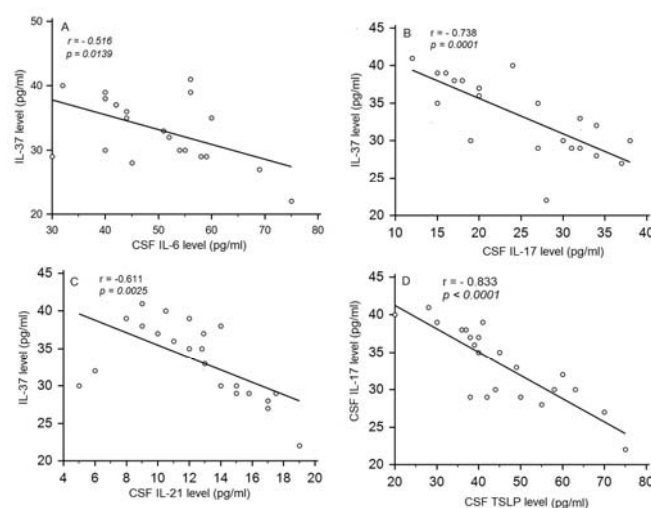 A
r = - 0.516
p = 0.0139
IL-37 level (pg/ml)
50
40
30
20
30 40 50 60 70 80
CSF IL-6 level (pg/ml)
B
r = - 0.738
p = 0.0001
IL-37 level (pg/ml)
45
40
35
30
25
20
10 15 20 25 30 35 40
CSF IL-17 level (pg/ml)
C
r = -0.611
p = 0.0025
IL-37 level (pg/ml)
45
40
35
30
25
20
4 6 8 10 12 14 16 18 20
CSF IL-21 level (pg/ml)
D
r = - 0.833
p < 0.0001
CSF IL-17 level (pg/ml)
45
40
35
30
25
20
20 30 40 50 60 70 80
CSF TSLP level (pg/ml)